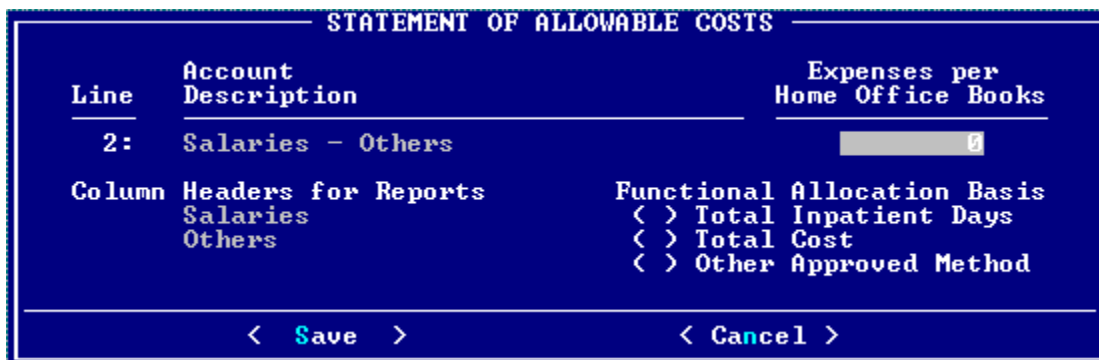 STATEMENT OF ALLOWABLE COSTS
Account Expenses per
Line Description Home Office Books
2: Salaries - Others 0
Column Headers for Reports Functional Allocation Basis
Salaries < > Total Inpatient Days
Others < > Total Cost
< > Other Approved Method
< Save > < Cancel >